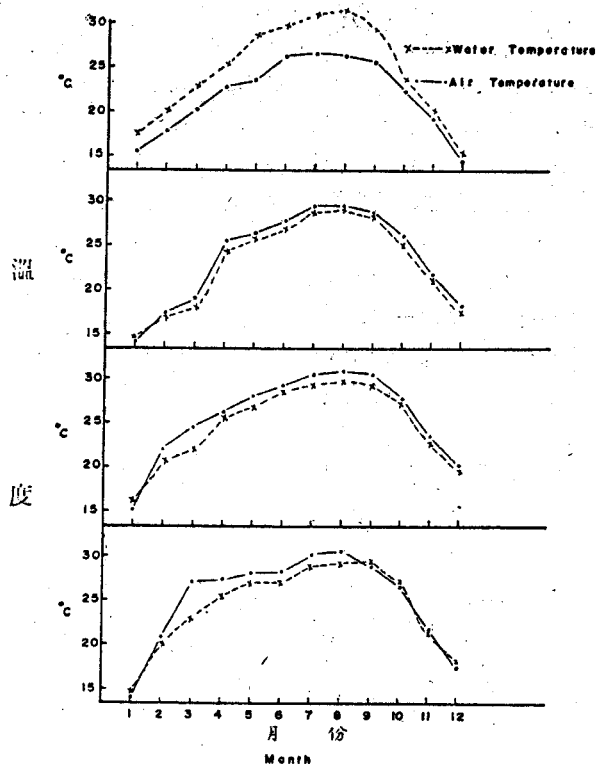 30
25
20
15
°C
×----×Water Temperature
·—·—·Air Temperature
30
25
20
15
°C
溫
30
25
20
15
°C
度
30
25
20
15
°C
1 2 3 4 5 6 7 8 9 10 11 12
月 份
Month